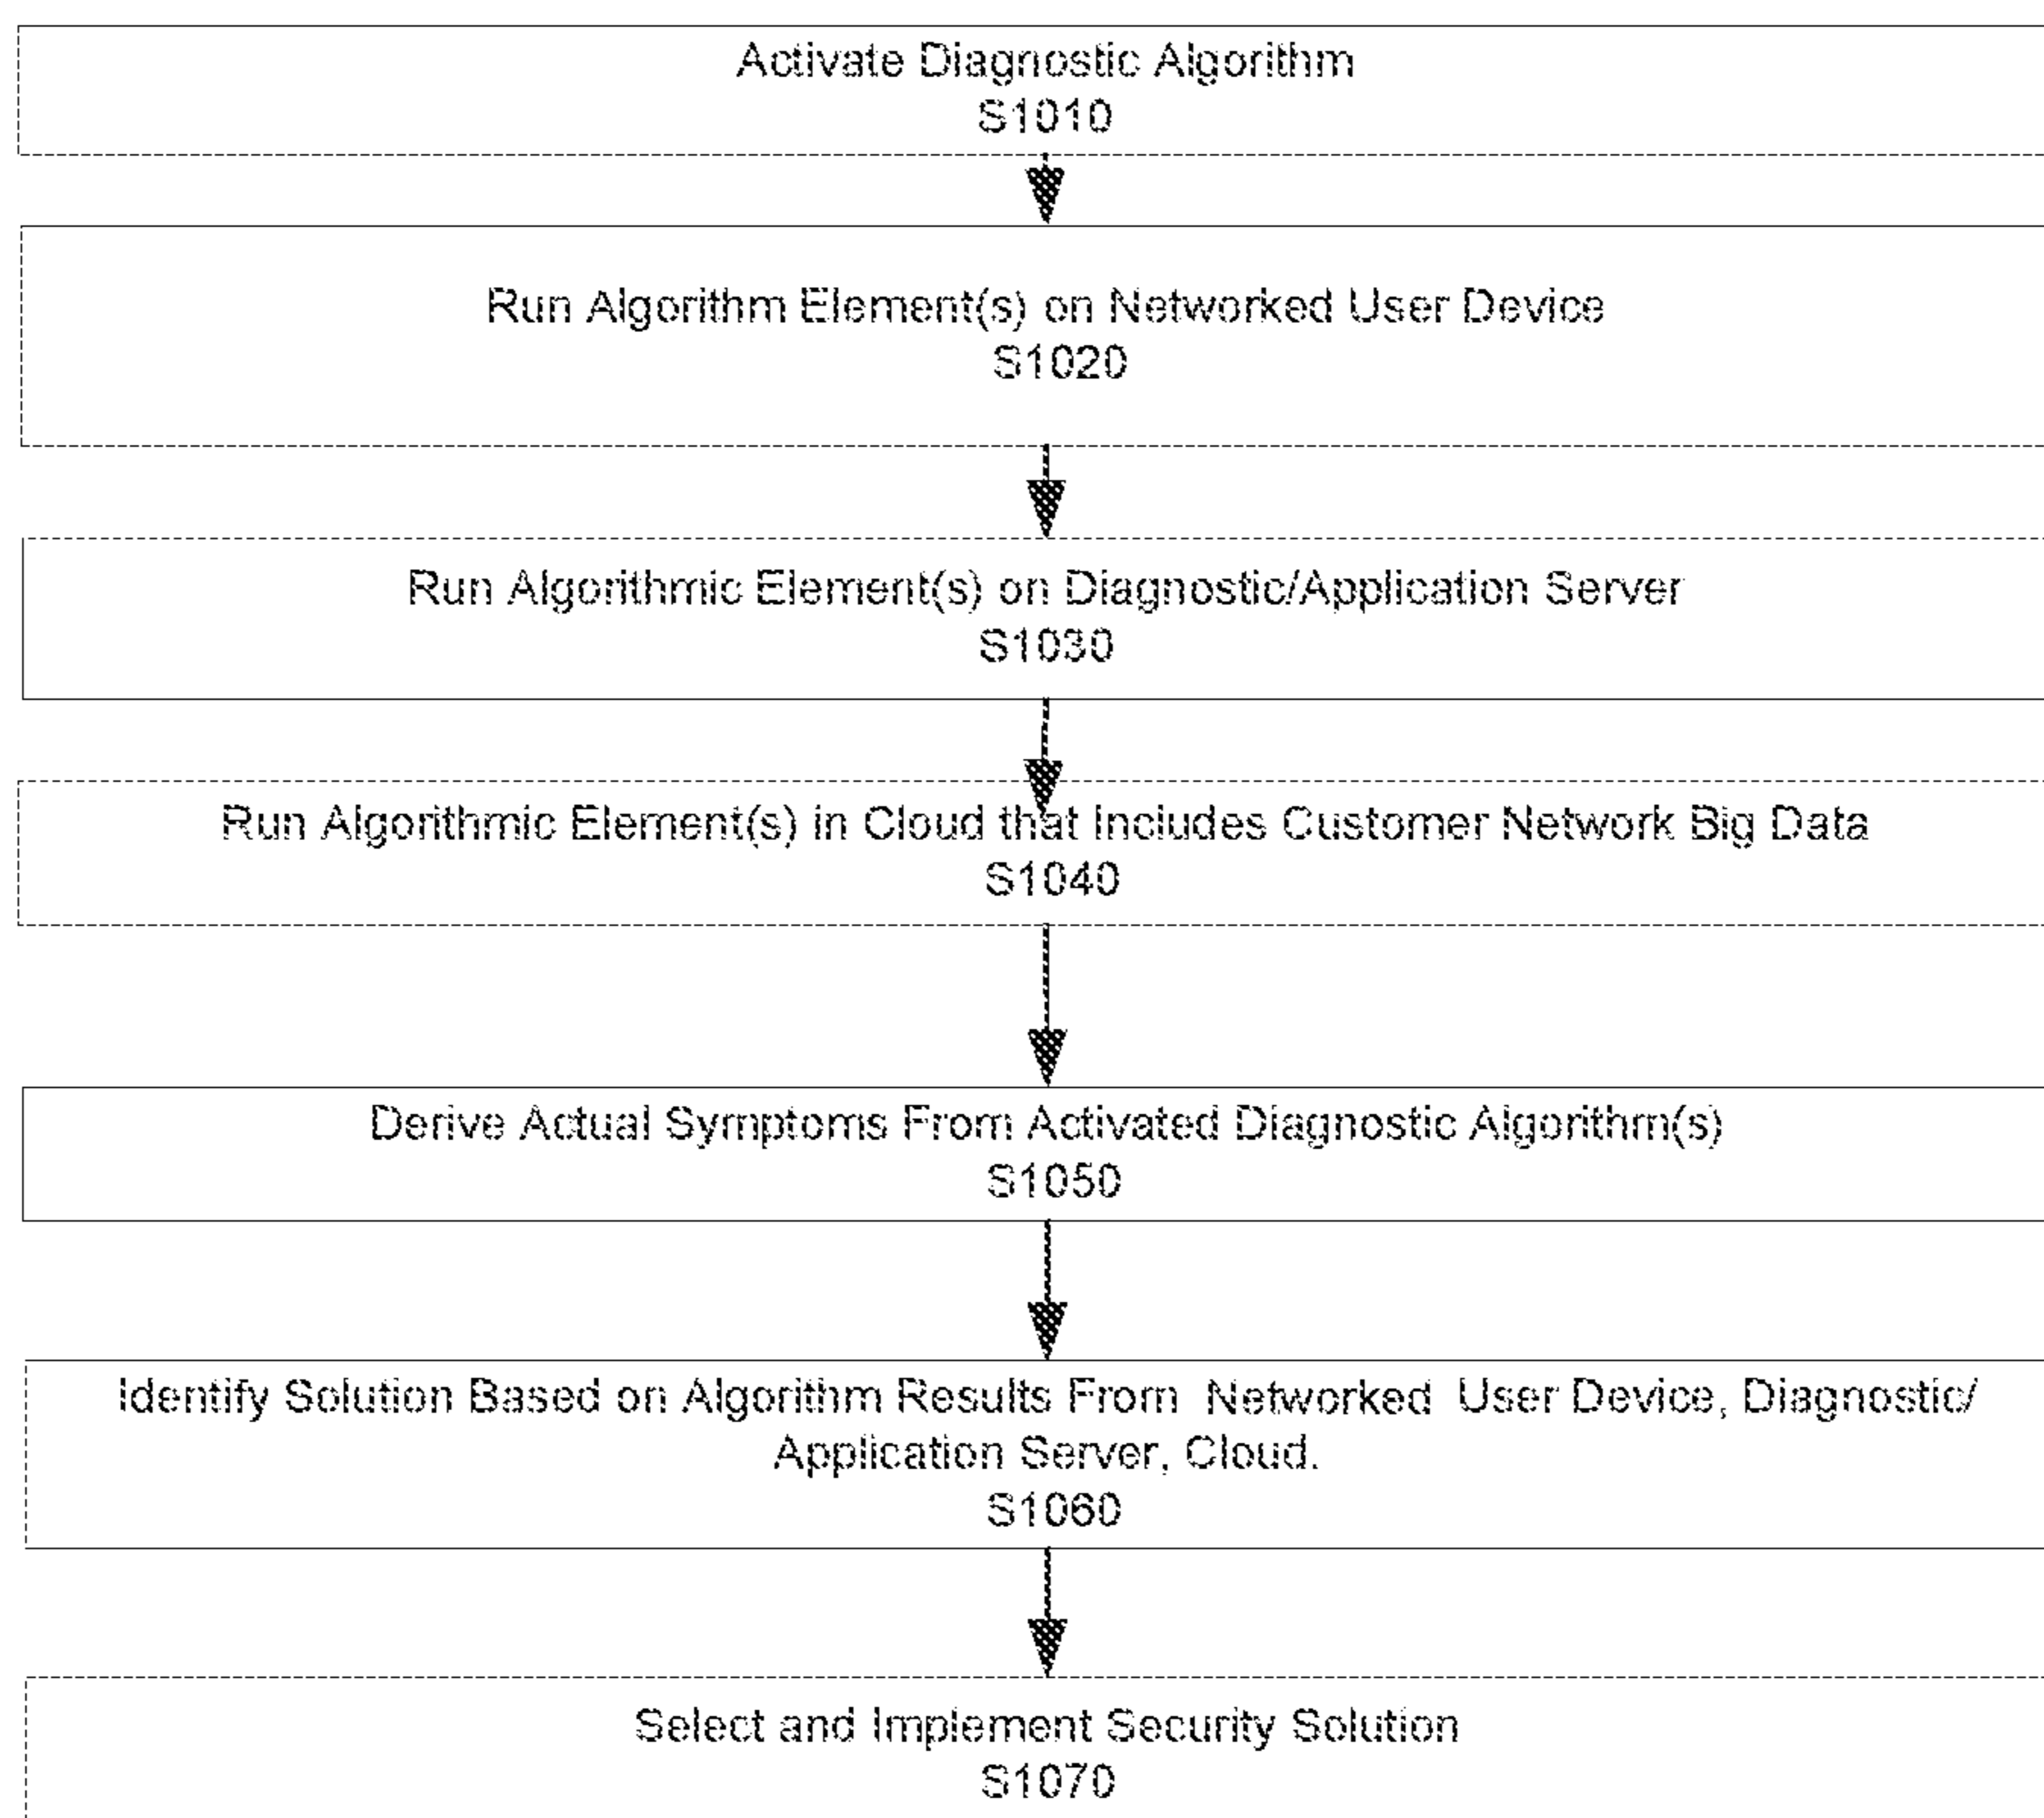 Activate Diagnostic Algorithm
S1010
Run Algorithm Element(s) on Networked User Device
S1020
Run Algorithmic Element(s) on Diagnostic/Application Server
S1030
Run Algorithmic Element(s) in Cloud that Includes Customer Network Big Data
S1040
Derive Actual Symptoms From Activated Diagnostic Algorithm(s)
S1050
Identify Solution Based on Algorithm Results From Networked User Device, Diagnostic/
Application Server, Cloud.
S1060
Select and Implement Security Solution
S1070